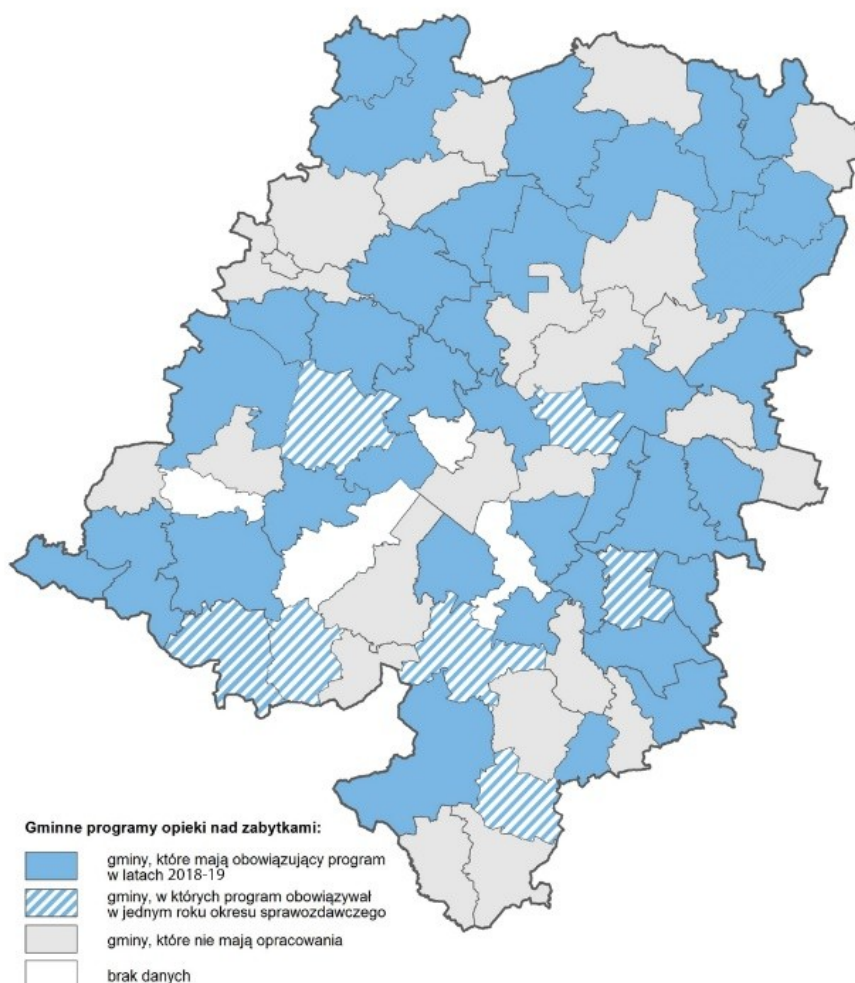 Gminne programy opieki nad zabytkami:
gminy, które mają obowiązujący program
w latach 2018-19
gminy, w których program obowiązywał
w jednym roku okresu sprawozdawczego
gminy, które nie mają opracowania
brak danych